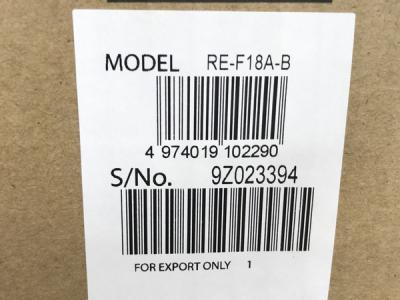 MODEL RE-F18A-B
4 974019 102290
S/No. 9Z023394
FOR EXPORT ONLY 1